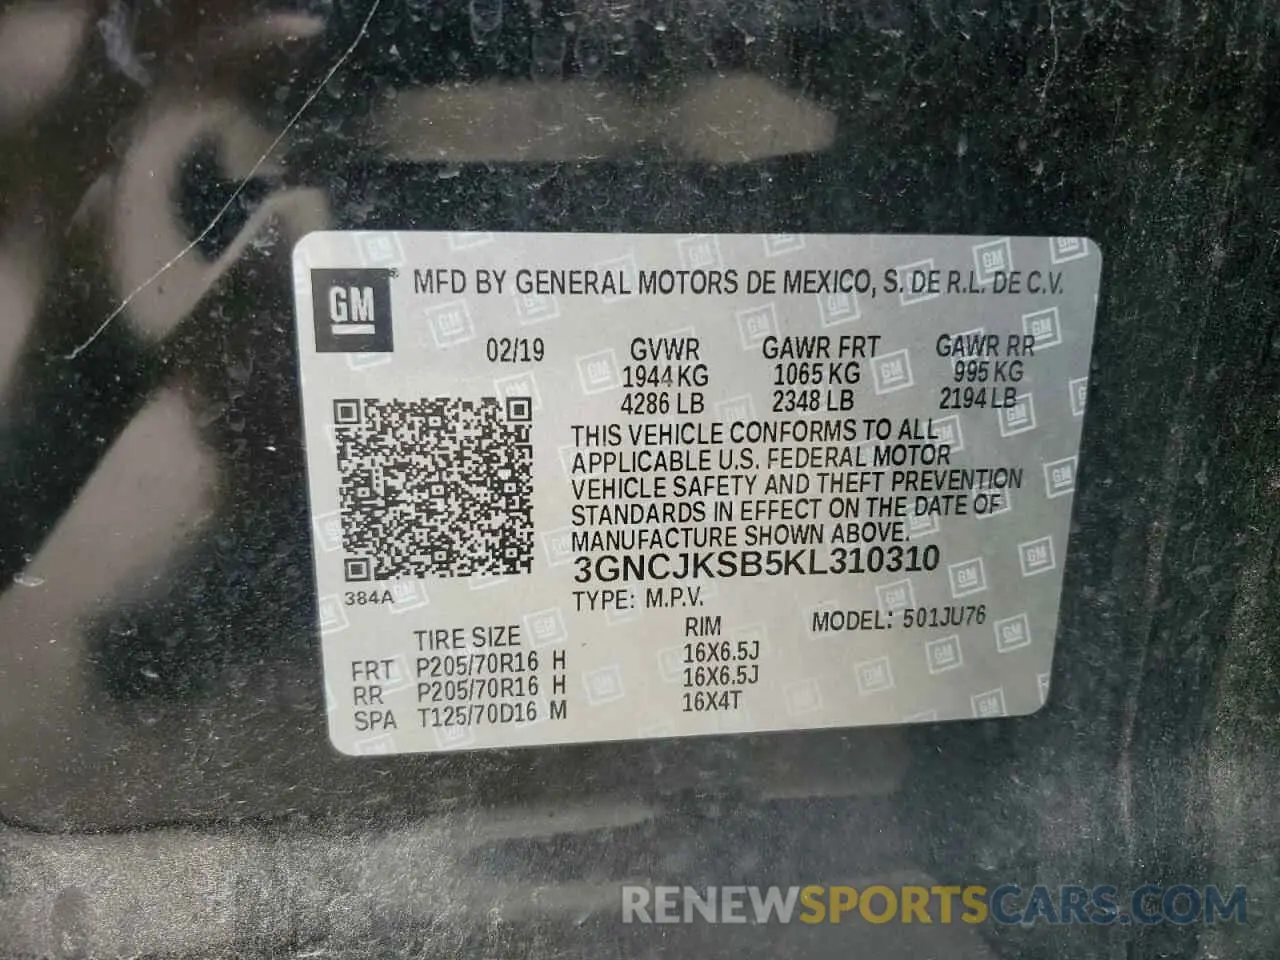 GM® MFD BY GENERAL MOTORS DE MEXICO, S. DE R.L. DE C.V.
02/19 GVWR GAWR FRT GAWR RR
1944 KG 1065 KG 995 KG
4286 LB 2348 LB 2194 LB
THIS VEHICLE CONFORMS TO ALL
APPLICABLE U.S. FEDERAL MOTOR
VEHICLE SAFETY AND THEFT PREVENTION
STANDARDS IN EFFECT ON THE DATE OF
MANUFACTURE SHOWN ABOVE.
3GNCJKSB5KL310310
384A TYPE: M.P.V. MODEL: 501JU76
TIRE SIZE RIM
FRT P205/70R16 H 16X6.5J
RR P205/70R16 H 16X6.5J
SPA T125/70D16 M 16X4T
RENEWSPORTSCARS.COM